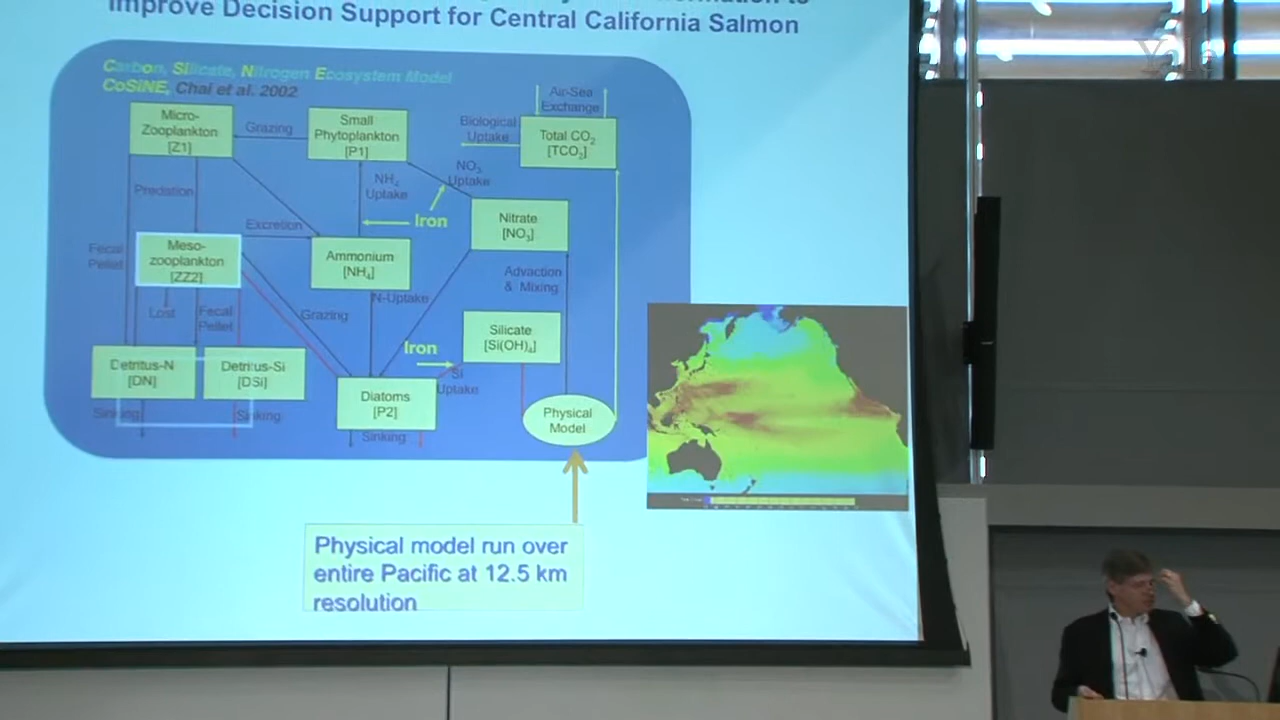 Improve Decision Support for Central California Salmon
Carbon, Silicate, Nitrogen Ecosystem Model
CoSiNE, Chai et al. 2002
Air-Sea
Exchange
Micro-
Zooplankton
[Z1]
Grazing
Small
Phytoplankton
[P1]
Biological
Uptake
Total CO₂
[TCO₂]
Predation
NH₄
Uptake
NO₃
Uptake
Iron
Nitrate
[NO₃]
Excretion
Fecal
Pellet
Meso-
zooplankton
[ZZ2]
Ammonium
[NH₄]
Advaction
& Mixing
N-Uptake
Lost
Fecal
Pellet
Grazing
Silicate
[Si(OH)₄]
Iron
Detritus-N
[DN]
Detritus-Si
[DSi]
Si
Uptake
Diatoms
[P2]
Physical
Model
Sinking
Sinking
Sinking
Physical model run over
entire Pacific at 12.5 km
resolution
Yale